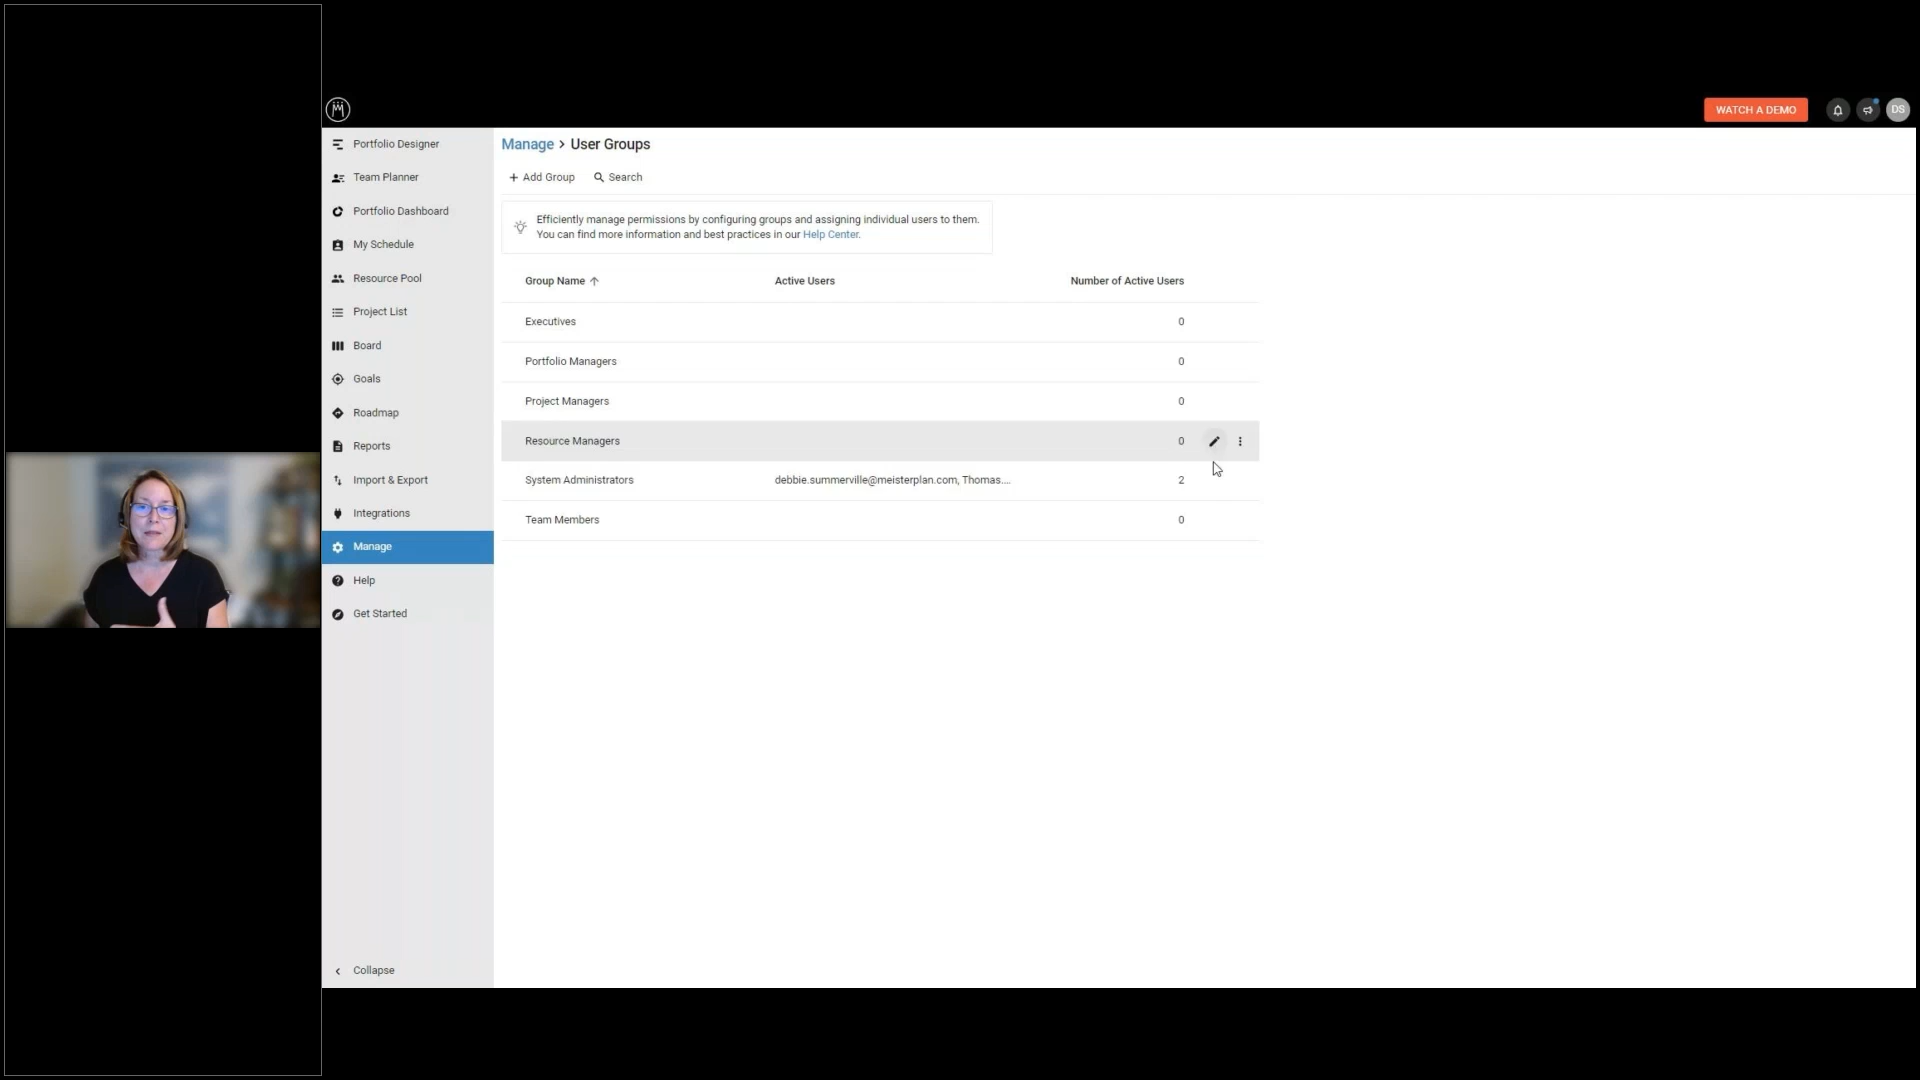 WATCH A DEMO
DS
Portfolio Designer
Team Planner
Portfolio Dashboard
My Schedule
Resource Pool
Project List
Board
Goals
Roadmap
Reports
Import & Export
Integrations
Manage
Help
Get Started
Collapse
Manage > User Groups
+ Add Group Search
Efficiently manage permissions by configuring groups and assigning individual users to them.
You can find more information and best practices in our Help Center.
Group Name Active Users Number of Active Users
Executives 0
Portfolio Managers 0
Project Managers 0
Resource Managers 0
System Administrators debbie.summerville@meisterplan.com, Thomas.... 2
Team Members 0